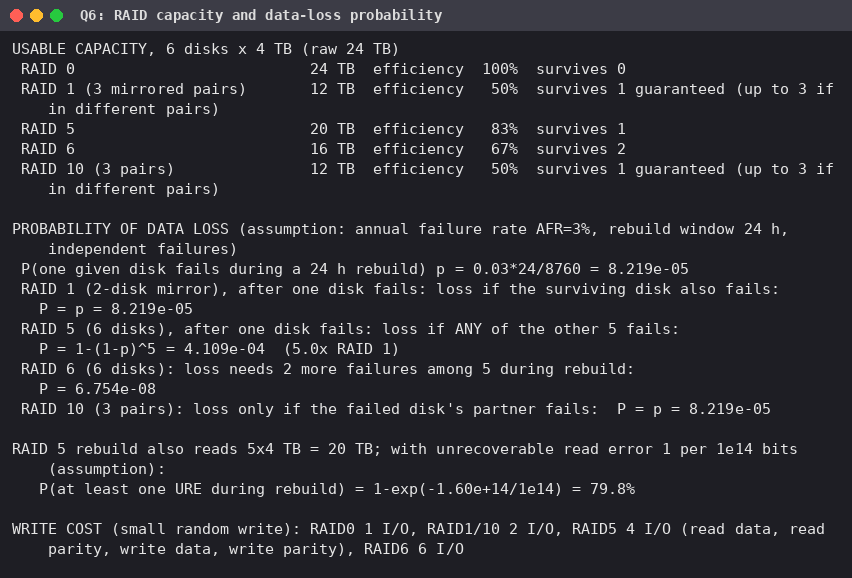 Q6: RAID capacity and data-loss probability
USABLE CAPACITY, 6 disks x 4 TB (raw 24 TB)
RAID 0                          24 TB  efficiency  100%  survives 0
RAID 1 (3 mirrored pairs)       12 TB  efficiency   50%  survives 1 guaranteed (up to 3 if
in different pairs)
RAID 5                          20 TB  efficiency   83%  survives 1
RAID 6                          16 TB  efficiency   67%  survives 2
RAID 10 (3 pairs)               12 TB  efficiency   50%  survives 1 guaranteed (up to 3 if
in different pairs)
PROBABILITY OF DATA LOSS (assumption: annual failure rate AFR=3%, rebuild window 24 h,
independent failures)
P(one given disk fails during a 24 h rebuild) p = 0.03*24/8760 = 8.219e-05
RAID 1 (2-disk mirror), after one disk fails: loss if the surviving disk also fails:
P = p = 8.219e-05
RAID 5 (6 disks), after one disk fails: loss if ANY of the other 5 fails:
P = 1-(1-p)^5 = 4.109e-04  (5.0x RAID 1)
RAID 6 (6 disks): loss needs 2 more failures among 5 during rebuild:
P = 6.754e-08
RAID 10 (3 pairs): loss only if the failed disk's partner fails:  P = p = 8.219e-05
RAID 5 rebuild also reads 5x4 TB = 20 TB; with unrecoverable read error 1 per 1e14 bits
(assumption):
P(at least one URE during rebuild) = 1-exp(-1.60e+14/1e14) = 79.8%
WRITE COST (small random write): RAID0 1 I/O, RAID1/10 2 I/O, RAID5 4 I/O (read data, read
parity, write data, write parity), RAID6 6 I/O